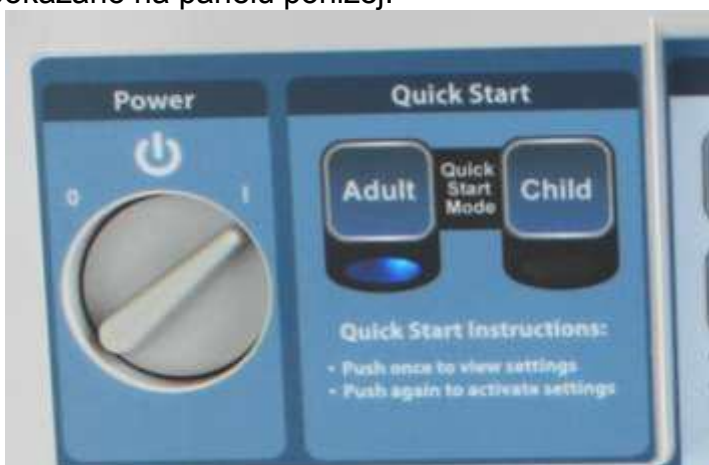 pokazano na panelu poniżej.
Power
Quick Start
0
I
Adult
Quick
Start
Mode
Child
Quick Start Instructions:
• Push once to view settings
• Push again to activate settings